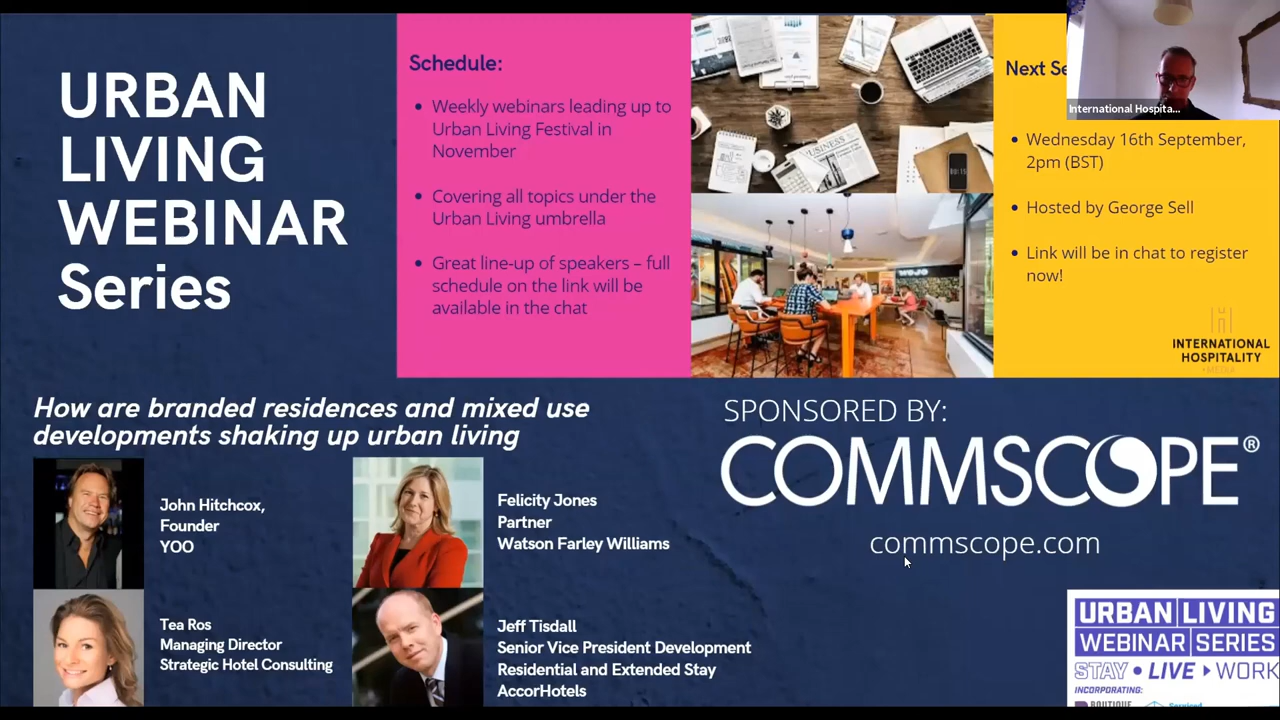 URBAN
LIVING
WEBINAR
Series
Schedule:
• Weekly webinars leading up to
Urban Living Festival in
November
• Covering all topics under the
Urban Living umbrella
• Great line-up of speakers – full
schedule on the link will be
available in the chat
BUSINESS
MOJO
Next Se
International Hospita...
• Wednesday 16th September,
2pm (BST)
• Hosted by George Sell
• Link will be in chat to register
now!
INTERNATIONAL
HOSPITALITY
MEDIA
How are branded residences and mixed use
developments shaking up urban living
John Hitchcox,
Founder
YOO
Felicity Jones
Partner
Watson Farley Williams
Tea Ros
Managing Director
Strategic Hotel Consulting
Jeff Tisdall
Senior Vice President Development
Residential and Extended Stay
AccorHotels
SPONSORED BY:
COMMSCOPE®
commscope.com
URBAN LIVING
WEBINAR SERIES
STAY • LIVE ▸ WORK
INCORPORATING:
BOUTIQUE
Serviced